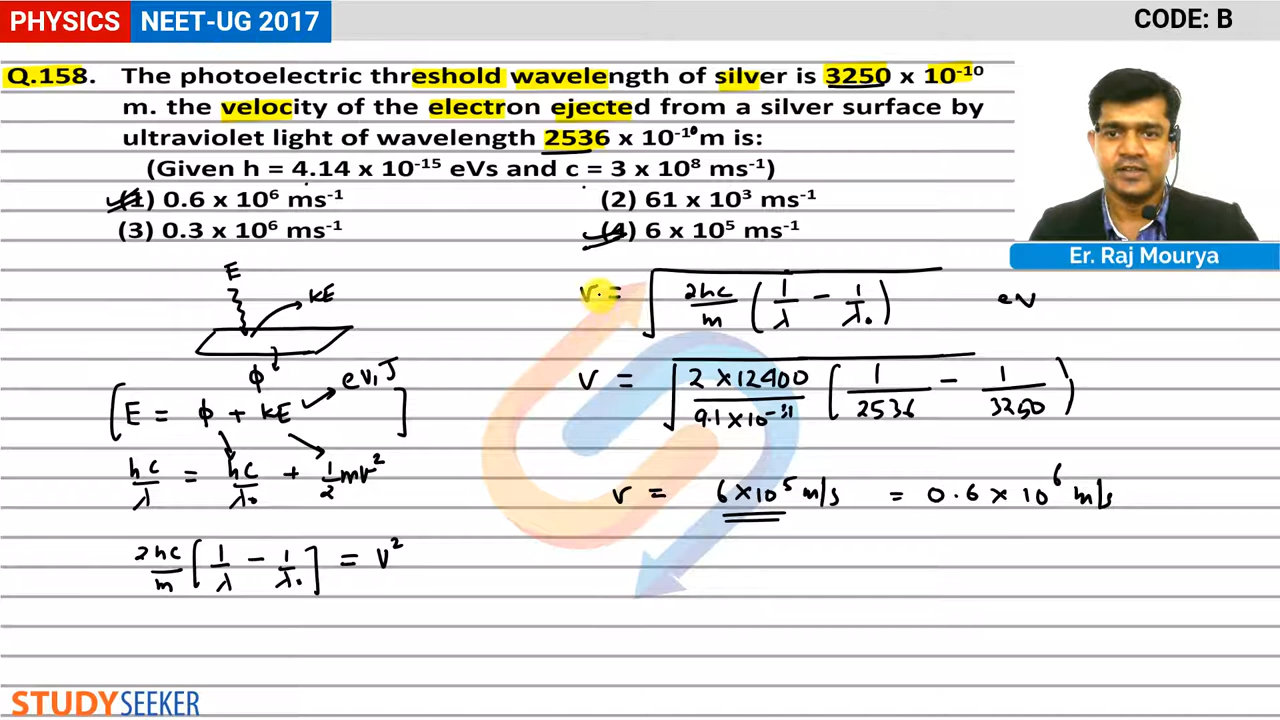 PHYSICS NEET-UG 2017
CODE: B
Q.158. The photoelectric threshold wavelength of silver is 3250 x 10⁻¹⁰
m. the velocity of the electron ejected from a silver surface by
ultraviolet light of wavelength 2536 x 10⁻¹⁰m is:
(Given h = 4.14 x 10⁻¹⁵ eVs and c = 3 x 10⁸ ms⁻¹)
(1) 0.6 x 10⁶ ms⁻¹ (2) 61 x 10³ ms⁻¹
(3) 0.3 x 10⁶ ms⁻¹ (4) 6 x 10⁵ ms⁻¹
Er. Raj Mourya
E
KE
ϕ
eV, J
[E = ϕ + KE]
hc/λ = hc/λ₀ + 1/2 mv²
2hc/m [1/λ - 1/λ₀] = V²
v = √(2hc/m (1/λ - 1/λ₀)) eV
v = √(2 × 12400/9.1 × 10⁻³¹ (1/2536 - 1/3250))
v = 6 × 10⁵ m/s = 0.6 × 10⁶ m/s
STUDY SEEKER